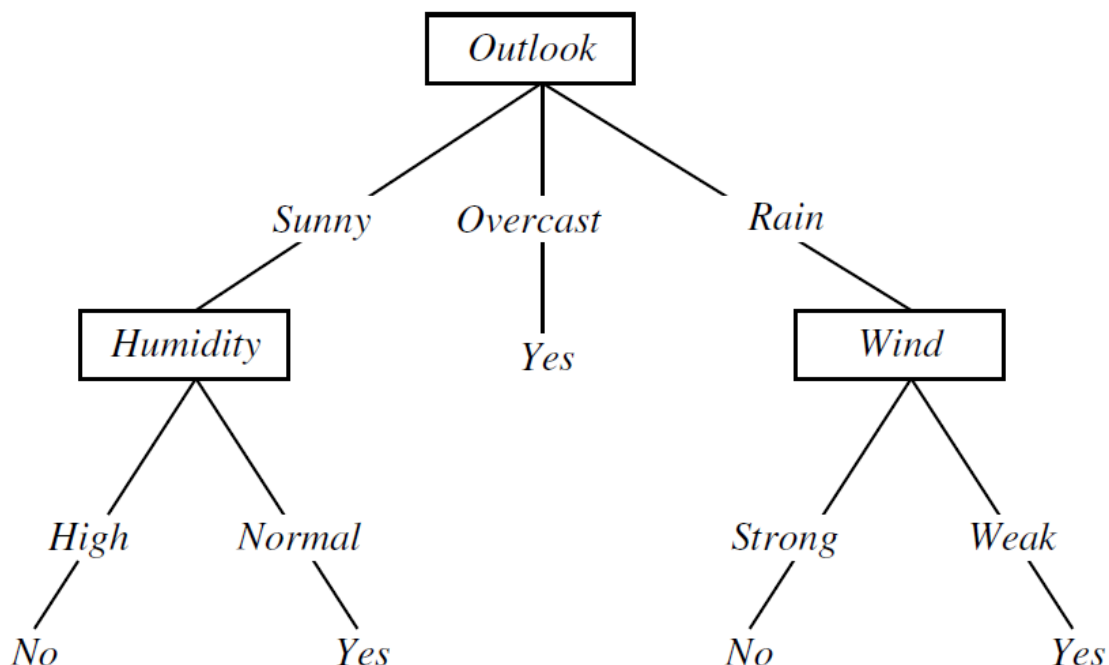 Outlook
Sunny Overcast Rain
Humidity Yes Wind
High Normal Strong Weak
No Yes No Yes